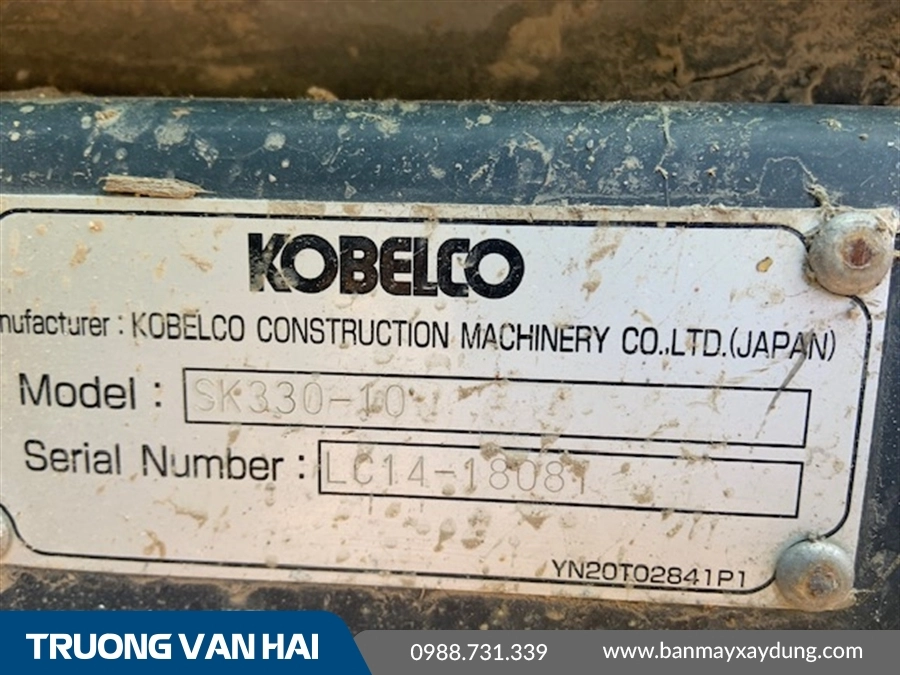 KOBELCO
nufacturer : KOBELCO CONSTRUCTION MACHINERY CO.,LTD.(JAPAN)
Model : SK330-10
Serial Number : LC14-18081
YN20T02841P1
TRUONG VAN HAI
0988.731.339
www.banmayxaydung.com